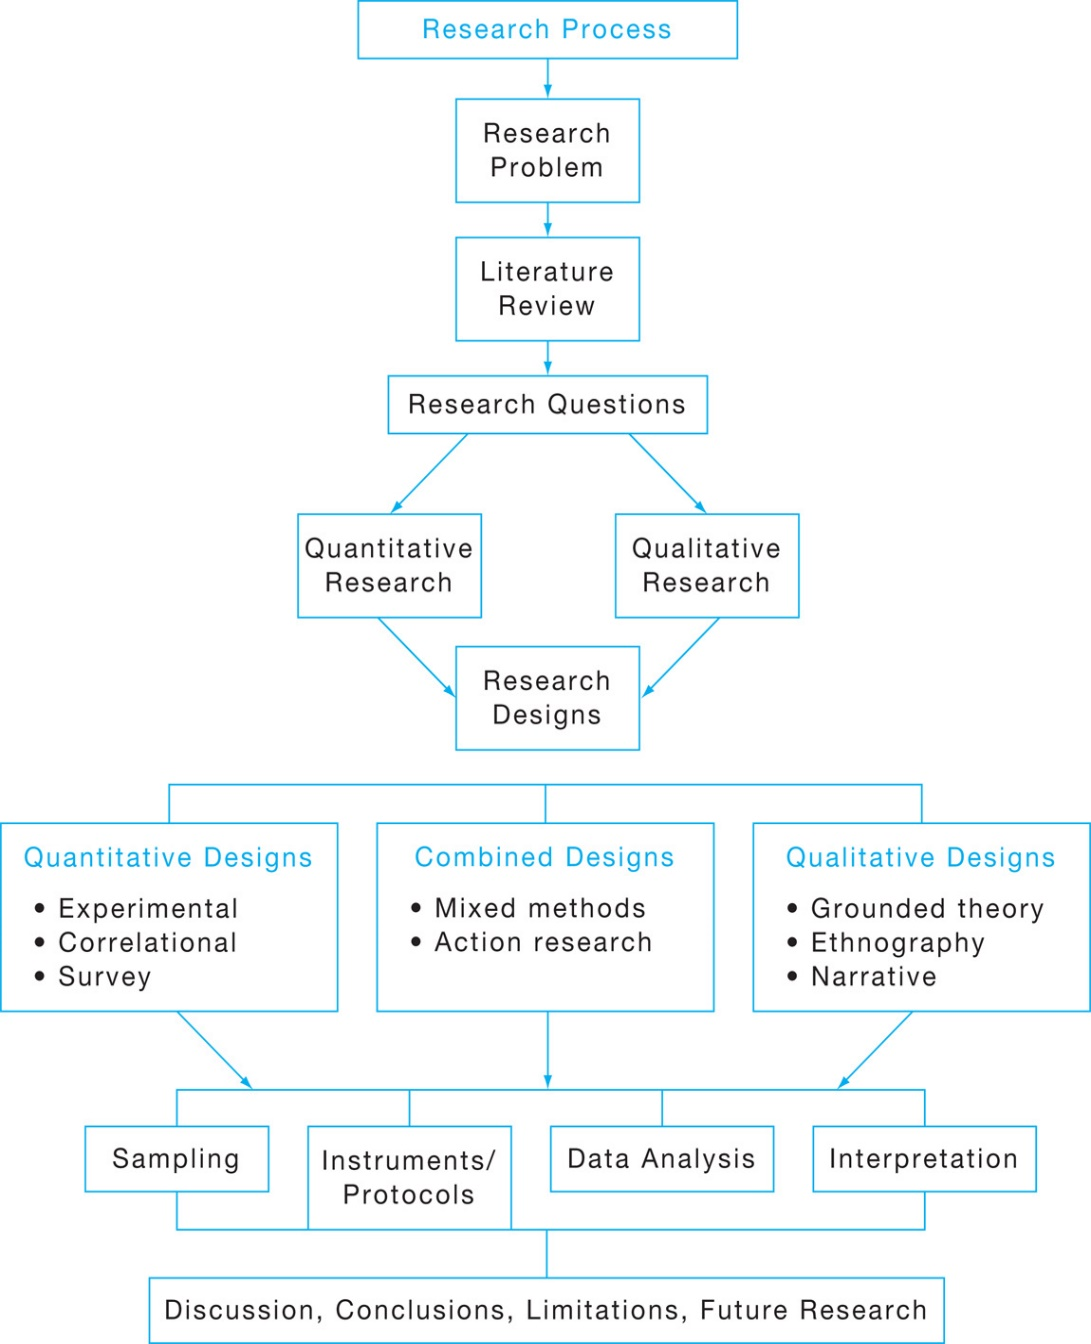 Research Process
Research
Problem
Literature
Review
Research Questions
Quantitative
Research
Qualitative
Research
Research
Designs
Quantitative Designs
• Experimental
• Correlational
• Survey
Combined Designs
• Mixed methods
• Action research
Qualitative Designs
• Grounded theory
• Ethnography
• Narrative
Sampling
Instruments/
Protocols
Data Analysis
Interpretation
Discussion, Conclusions, Limitations, Future Research